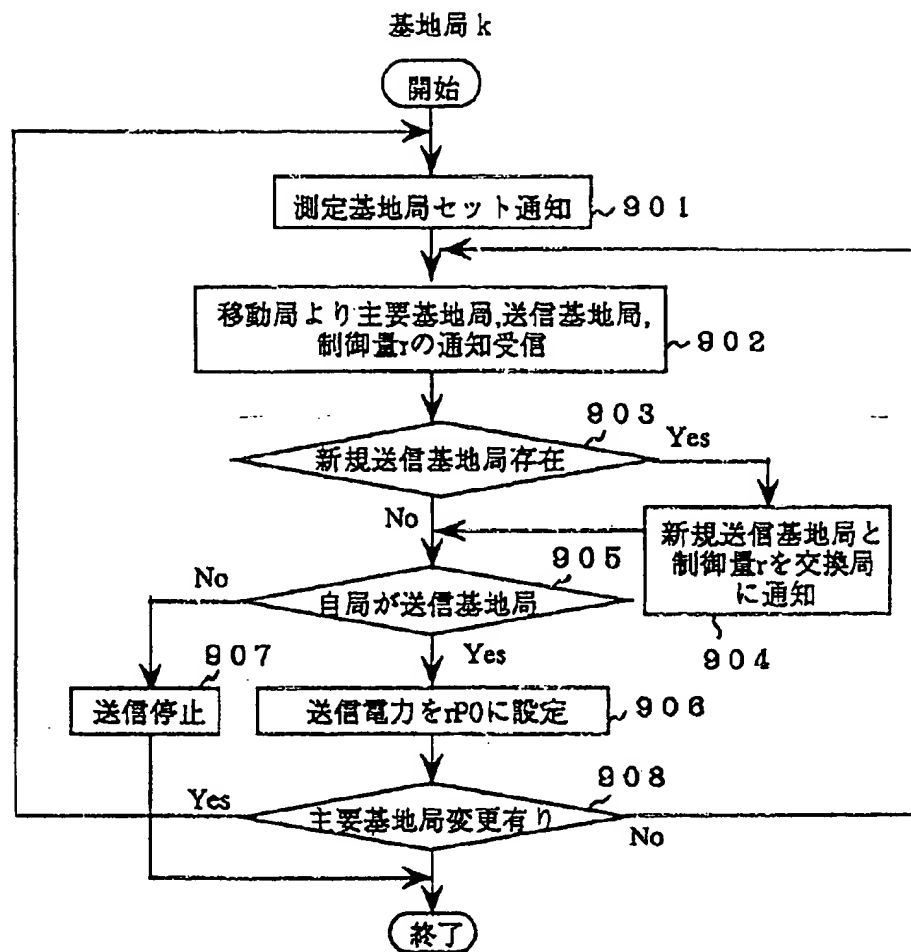 基地局 k
開始
測定基地局セット通知
901
移動局より主要基地局,送信基地局,
制御量rの通知受信
902
903
新規送信基地局存在
Yes
No
新規送信基地局と
制御量rを交換局
に通知
904
905
No
自局が送信基地局
Yes
907
送信停止
送信電力をrP0に設定
906
908
Yes
主要基地局変更有り
No
終了